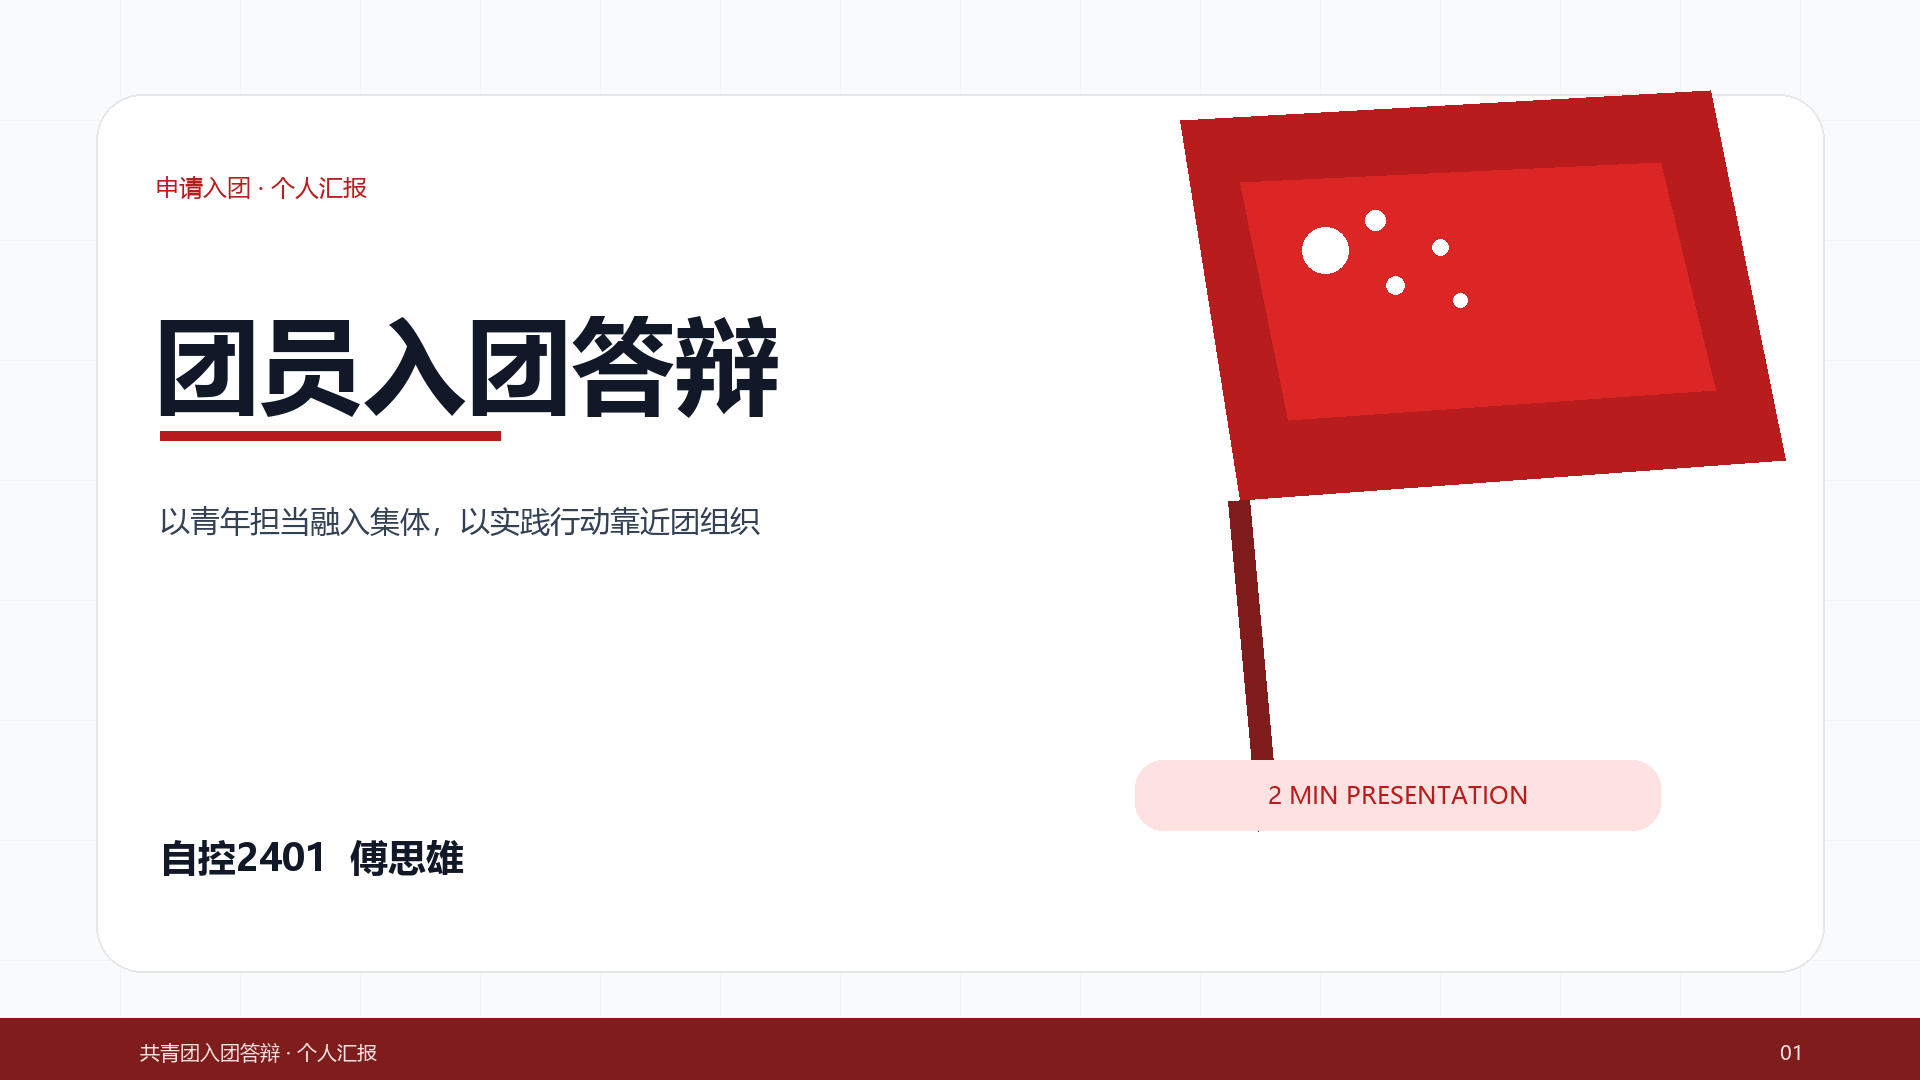 申请入团 · 个人汇报
团员入团答辩
以青年担当融入集体，以实践行动靠近团组织
2 MIN PRESENTATION
自控2401 傅思雄
共青团入团答辩 · 个人汇报
01